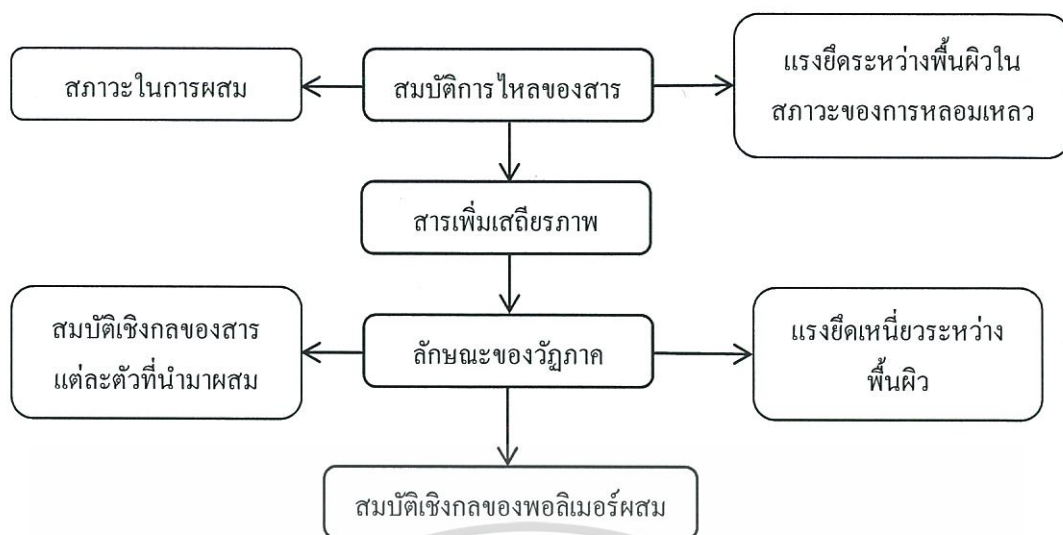 สภาวะในการผสม
สมบัติการไหลของสาร
แรงยึดระหว่างพื้นผิวใน
สภาวะของการหลอมเหลว
สารเพิ่มเสถียรภาพ
สมบัติเชิงกลของสาร
แต่ละตัวที่นำมาผสม
ลักษณะของวัฏภาค
แรงยึดเหนี่ยวระหว่าง
พื้นผิว
สมบัติเชิงกลของพอลิเมอร์ผสม